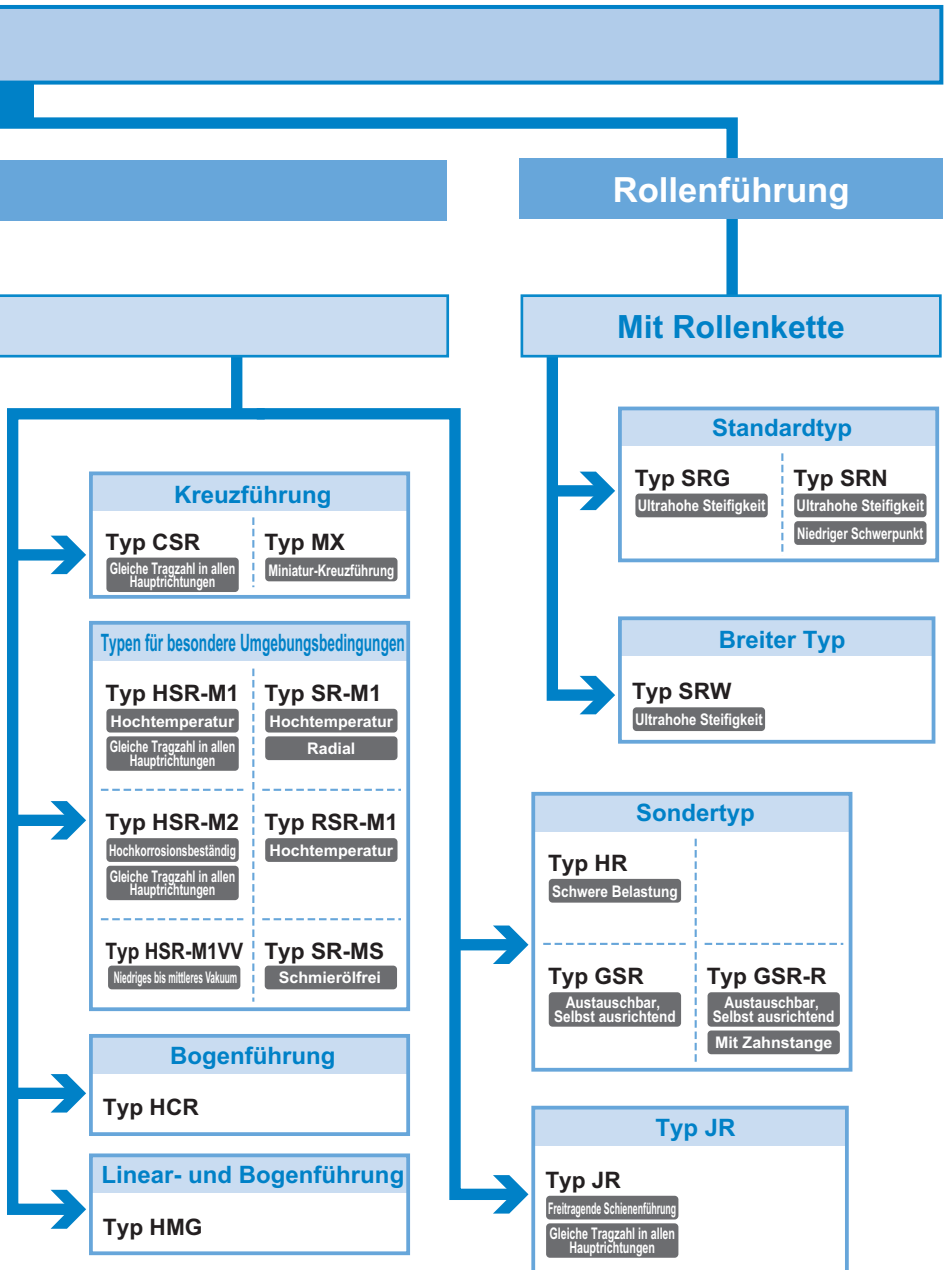 Rollenführung
Mit Rollenkette
Standardtyp
Typ SRG
Ultrahohe Steifigkeit
Typ SRN
Ultrahohe Steifigkeit
Niedriger Schwerpunkt
Breiter Typ
Typ SRW
Ultrahohe Steifigkeit
Kreuzführung
Typ CSR
Gleiche Tragzahl in allen
Hauptrichtungen
Typ MX
Miniatur-Kreuzführung
Typen für besondere Umgebungsbedingungen
Typ HSR-M1
Hochtemperatur
Gleiche Tragzahl in allen
Hauptrichtungen
Typ SR-M1
Hochtemperatur
Radial
Typ HSR-M2
Hochkorrosionsbeständig
Gleiche Tragzahl in allen
Hauptrichtungen
Typ RSR-M1
Hochtemperatur
Typ HSR-M1VV
Niedriges bis mittleres Vakuum
Typ SR-MS
Schmierölfrei
Bogenführung
Typ HCR
Linear- und Bogenführung
Typ HMG
Sondertyp
Typ HR
Schwere Belastung
Typ GSR
Austauschbar,
Selbst ausrichtend
Typ GSR-R
Austauschbar,
Selbst ausrichtend
Mit Zahnstange
Typ JR
Typ JR
Freitragende Schienenführung
Gleiche Tragzahl in allen
Hauptrichtungen